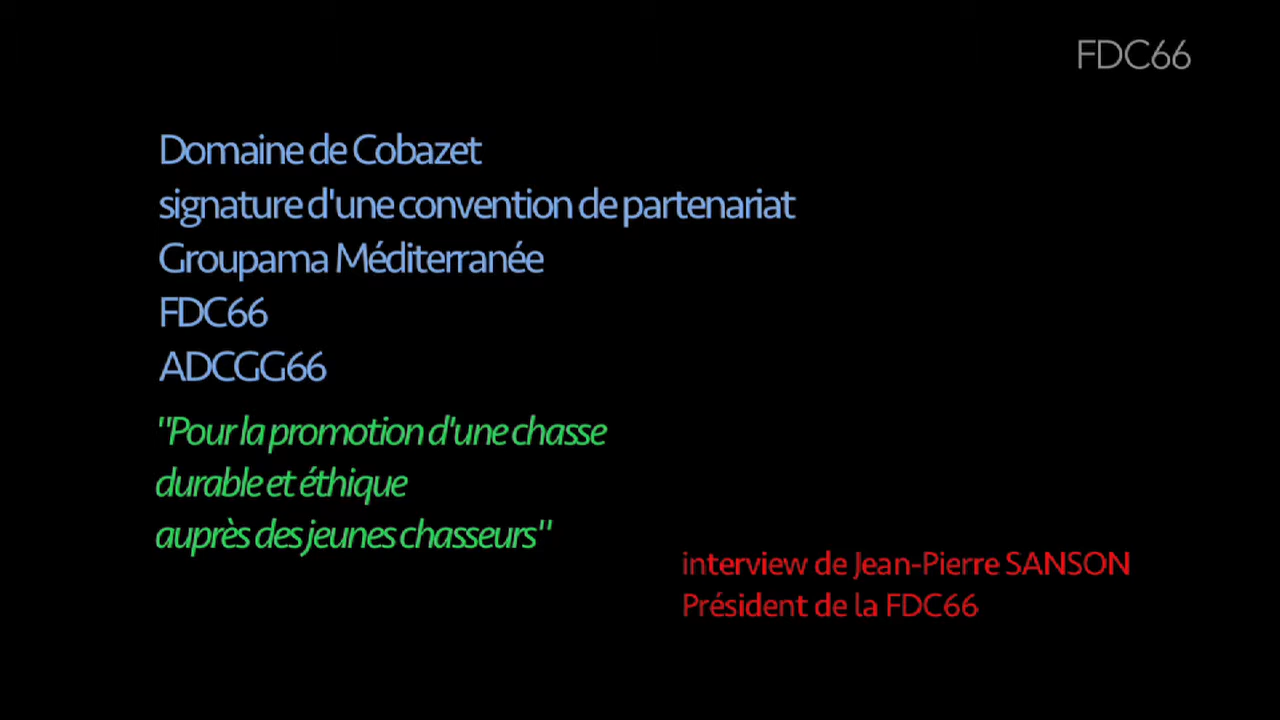 FDC66
Domaine de Cobazet
signature d'une convention de partenariat
Groupama Méditerranée
FDC66
ADCGG66
"Pour la promotion d'une chasse
durable et éthique
auprès des jeunes chasseurs"
interview de Jean-Pierre SANSON
Président de la FDC66